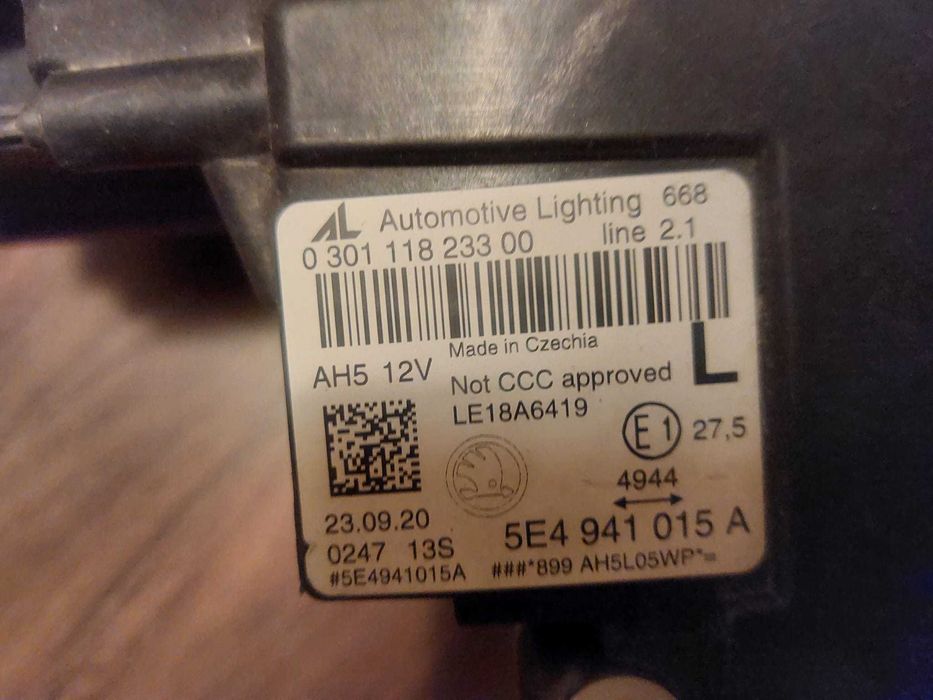 AL Automotive Lighting 668
0 301 118 233 00 line 2.1
Made in Czechia
AH5 12V
Not CCC approved
L
LE18A6419
E1 27,5
4944
23.09.20
5E4 941 015 A
0247 13S
#5E4941015A ###*899 AH5L05WP*=